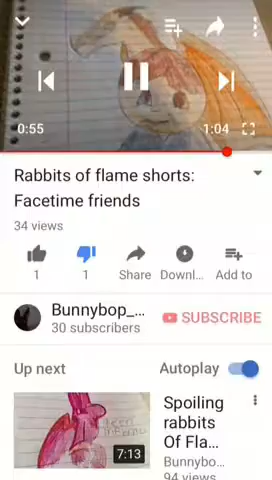 0:55
1:04
Rabbits of flame shorts:
Facetime friends
34 views
1
1
Share
Downl...
Add to
Bunnybop_...
SUBSCRIBE
30 subscribers
Up next
Autoplay
7:13
Spoiling
rabbits
Of Fla...
Bunnybo...
94 views